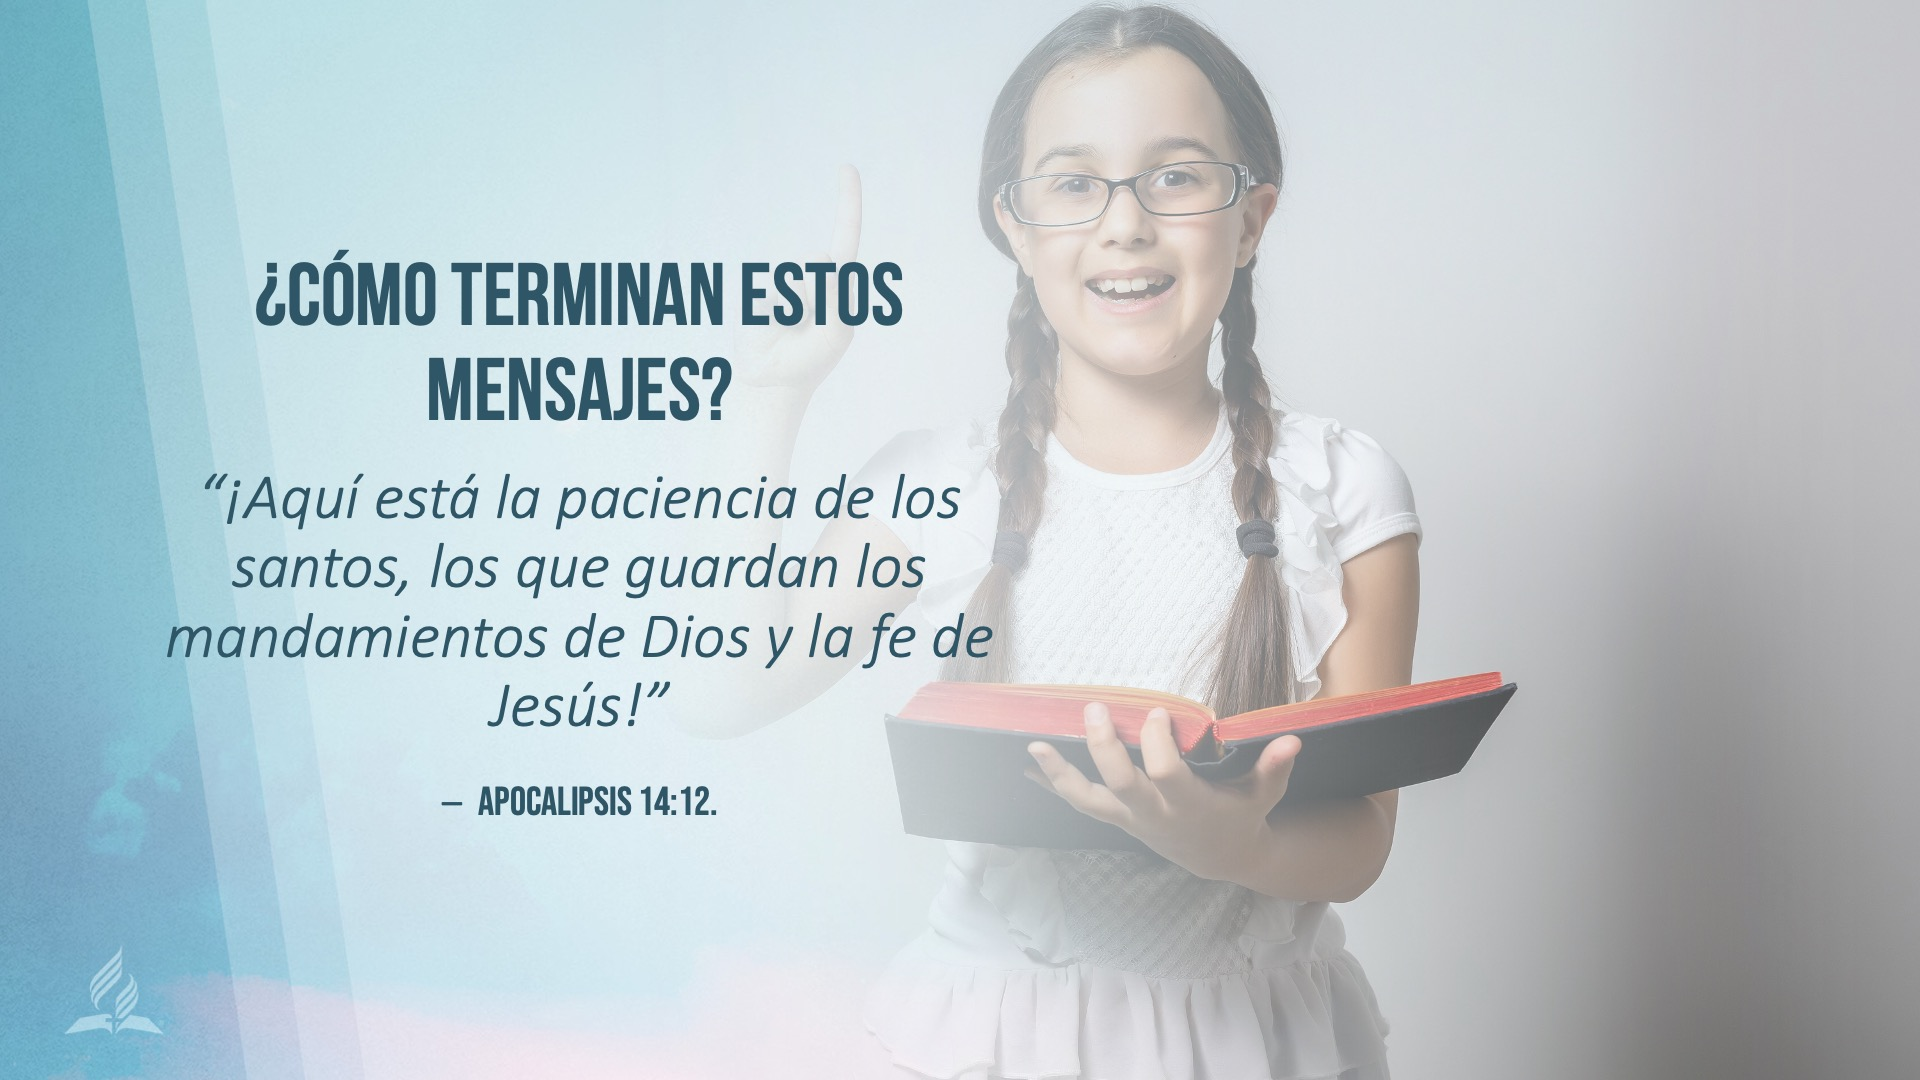 ¿CÓMO TERMINAN ESTOS
MENSAJES?
“¡Aquí está la paciencia de los
santos, los que guardan los
mandamientos de Dios y la fe de
Jesús!”
– APOCALIPSIS 14:12.